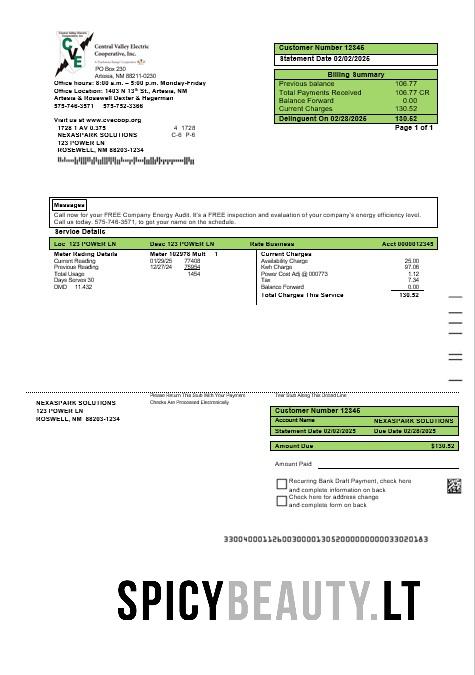 Central Valley Electric Cooperative, Inc.
CVE
Central Valley Electric
Cooperative, Inc.
PO Box 230
Artesia, NM 88211-0230
Office hours: 8:00 a.m. – 5:00 p.m. Monday-Friday
Office Location: 1403 N 13th St., Artesia, NM
Artesia & Roswell Dexter & Hagerman
575-746-3571 575-752-3366
Visit us at www.cvecoop.org
1728 1 AV 0.375 4 1728
NEXASPARK SOLUTIONS C-6 P-6
123 POWER LN
ROSEWELL, NM 88203-1234
Customer Number 12345
Statement Date 02/02/2025
Billing Summary
Previous balance 106.77
Total Payments Received 106.77 CR
Balance Forward 0.00
Current Charges 130.52
Delinquent On 02/28/2025 130.52
Page 1 of 1
Messages
Call now for your FREE Company Energy Audit. It's a FREE inspection and evaluation of your company's energy efficiency level.
Call us today, 575-746-3571, to get your name on the schedule.
Service Details
Loc 123 POWER LN Desc 123 POWER LN Rate Business Acct 0000012345
Meter Rading Details Meter 102978 Mult 1 Current Charges
Current Reading 01/29/25 77408 Availability Charge 25.00
Previous Reading 12/27/24 75954 Kwh Charge 97.06
Total Usage 1454 Power Cost Adj @ 000773 1.12
Days Serves 30 Tax 7.34
DMD 11.432 Balance Forward 0.00
Total Charges This Service 130.52
Please Return This Stub With Your Payment Tear Stub Along This Dotted Line
Checks Are Processed Electronically
NEXASPARK SOLUTIONS
123 POWER LN
ROSWELL, NM 88203-1234
Customer Number 12345
Account Name NEXASPARK SOLUTIONS
Statement Date 02/02/2025 Due Date 02/28/2025
Amount Due $130.52
Amount Paid
Recurring Bank Draft Payment, check here
and complete information on back
Check here for address change
and complete form on back
SPICYBEAUTY.LT